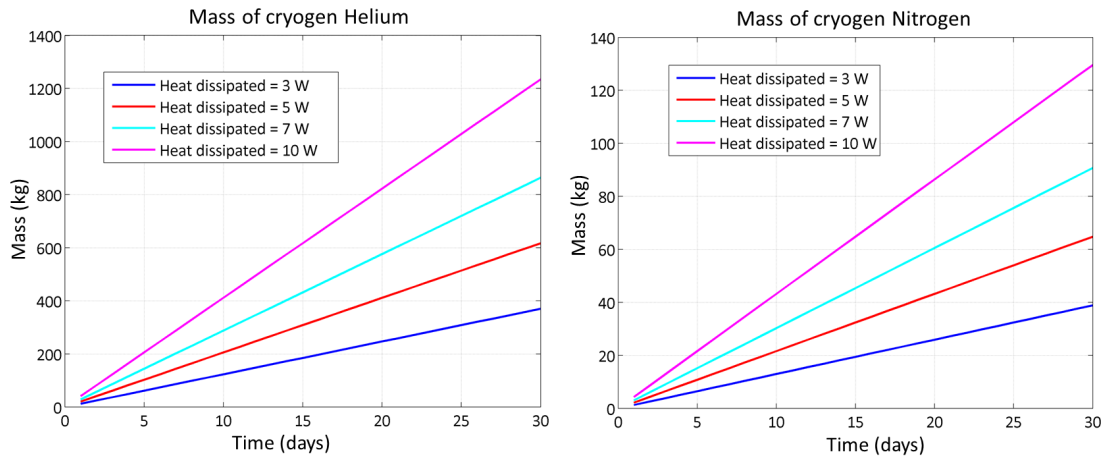 Mass of cryogen Helium
1400
1200
1000
800
600
400
200
0
Mass (kg)
Heat dissipated = 3 W
Heat dissipated = 5 W
Heat dissipated = 7 W
Heat dissipated = 10 W
0 5 10 15 20 25 30
Time (days)
Mass of cryogen Nitrogen
140
120
100
80
60
40
20
0
Mass (kg)
Heat dissipated = 3 W
Heat dissipated = 5 W
Heat dissipated = 7 W
Heat dissipated = 10 W
0 5 10 15 20 25 30
Time (days)